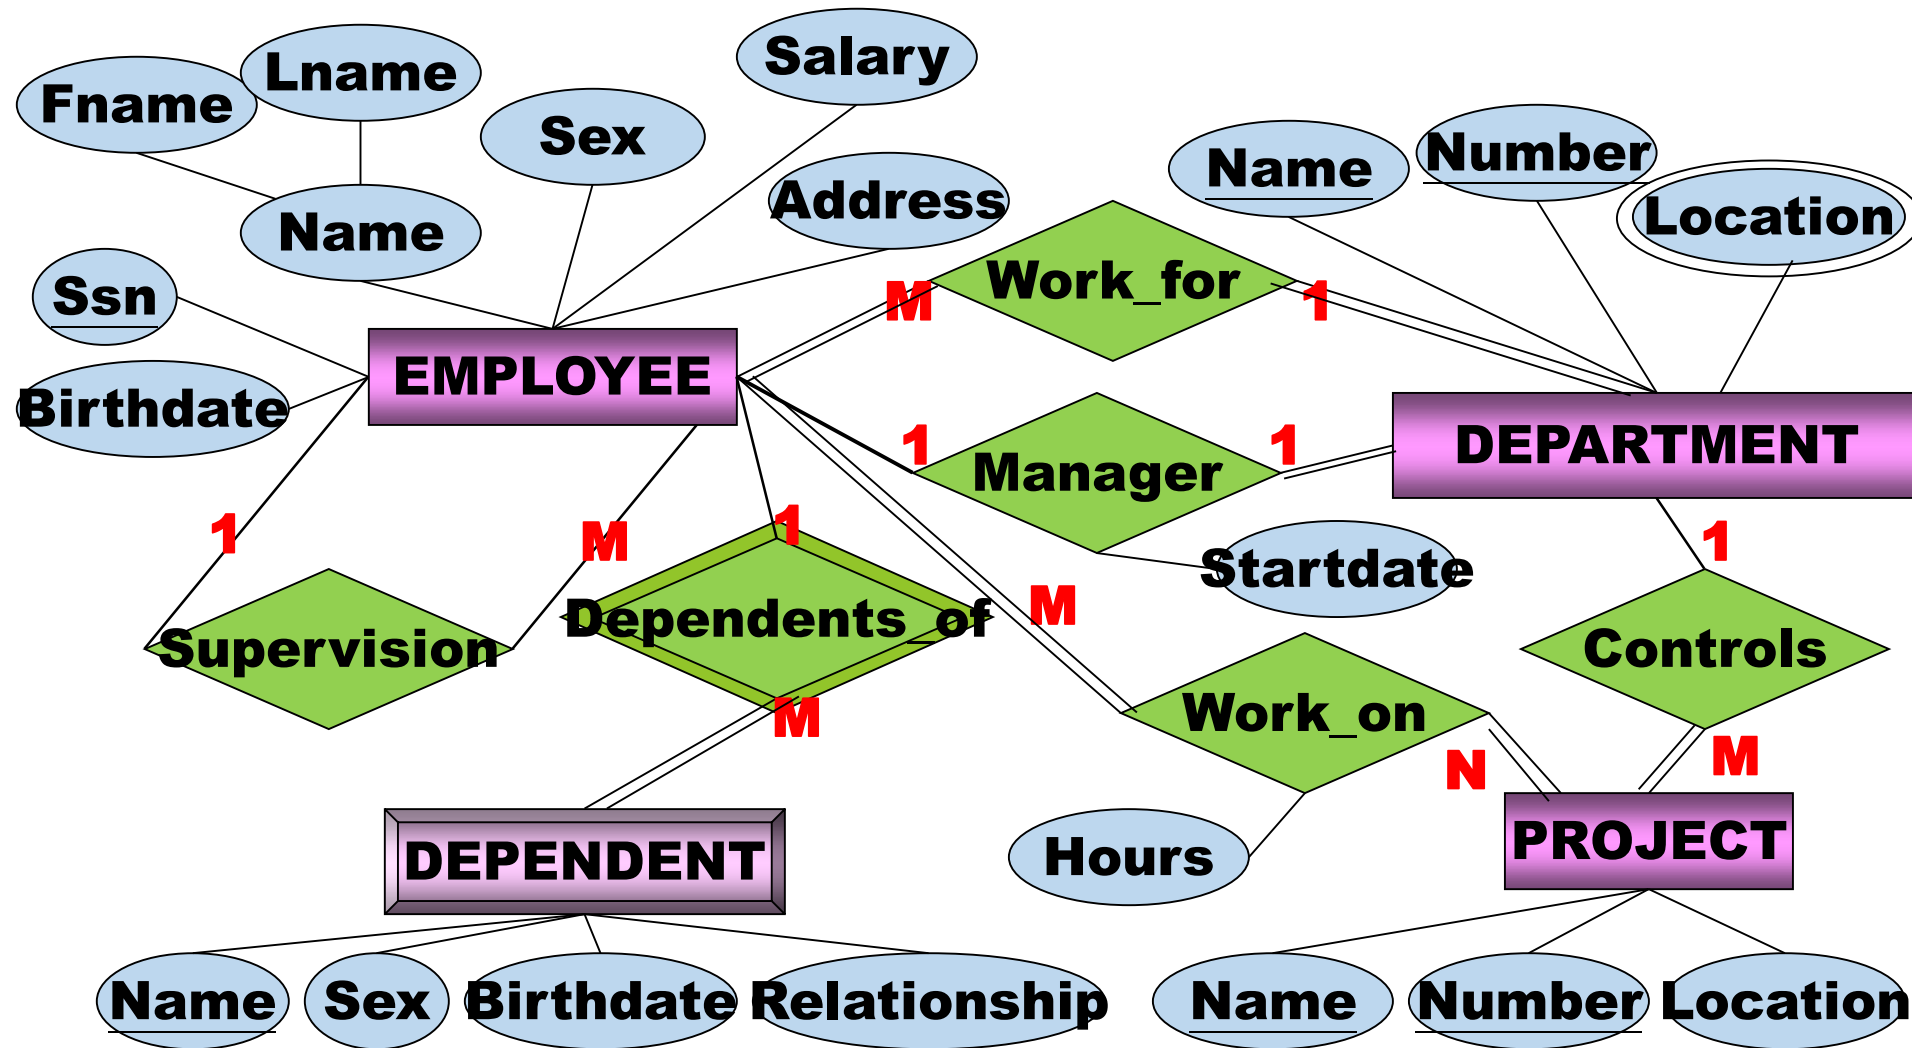 Salary
Lname
Fname
Sex
Number
Name
Address
Location
Name
Work_for
Ssn
M
1
EMPLOYEE
Birthdate
DEPARTMENT
1
1
Manager
1
M
1
1
Startdate
M
Dependents_of
Supervision
Controls
M
Work_on
M
N
PROJECT
DEPENDENT
Hours
Name
Sex
Birthdate
Relationship
Name
Number
Location